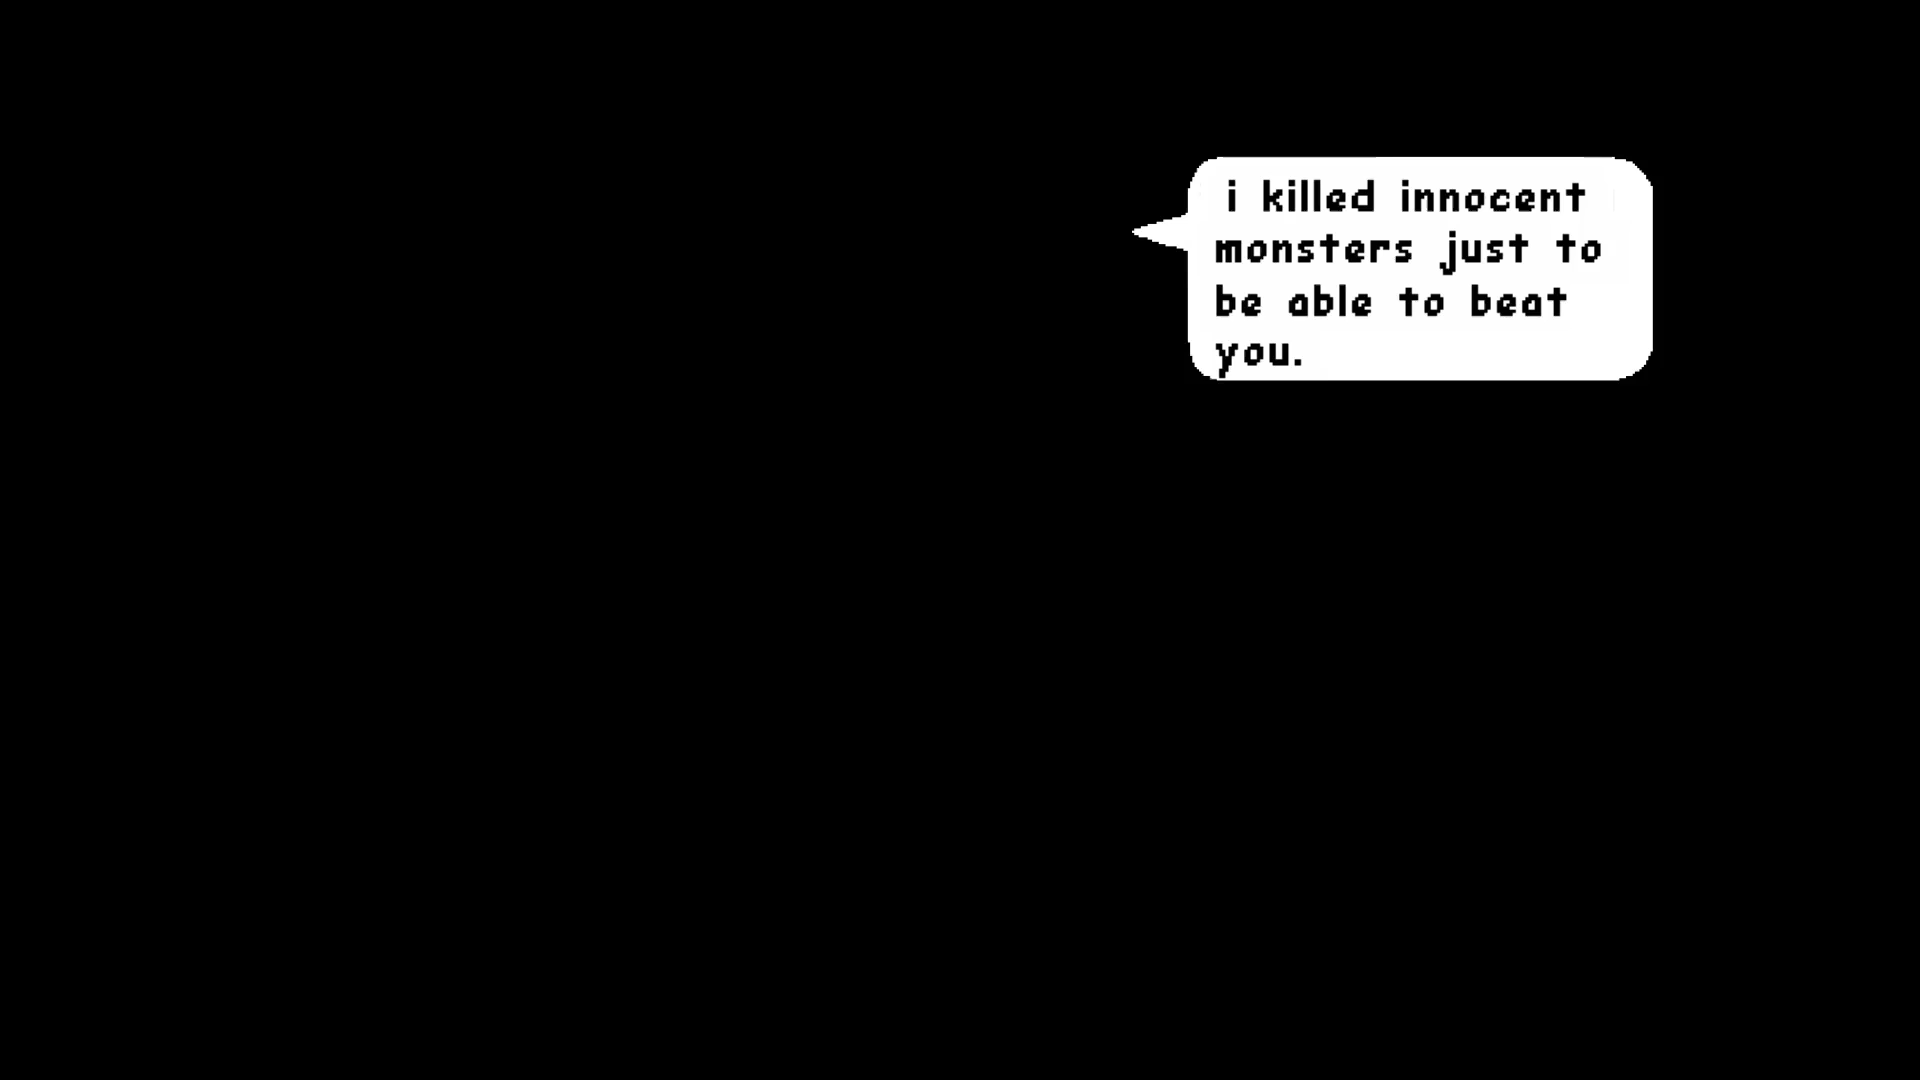 i killed innocent
monsters just to
be able to beat
you.